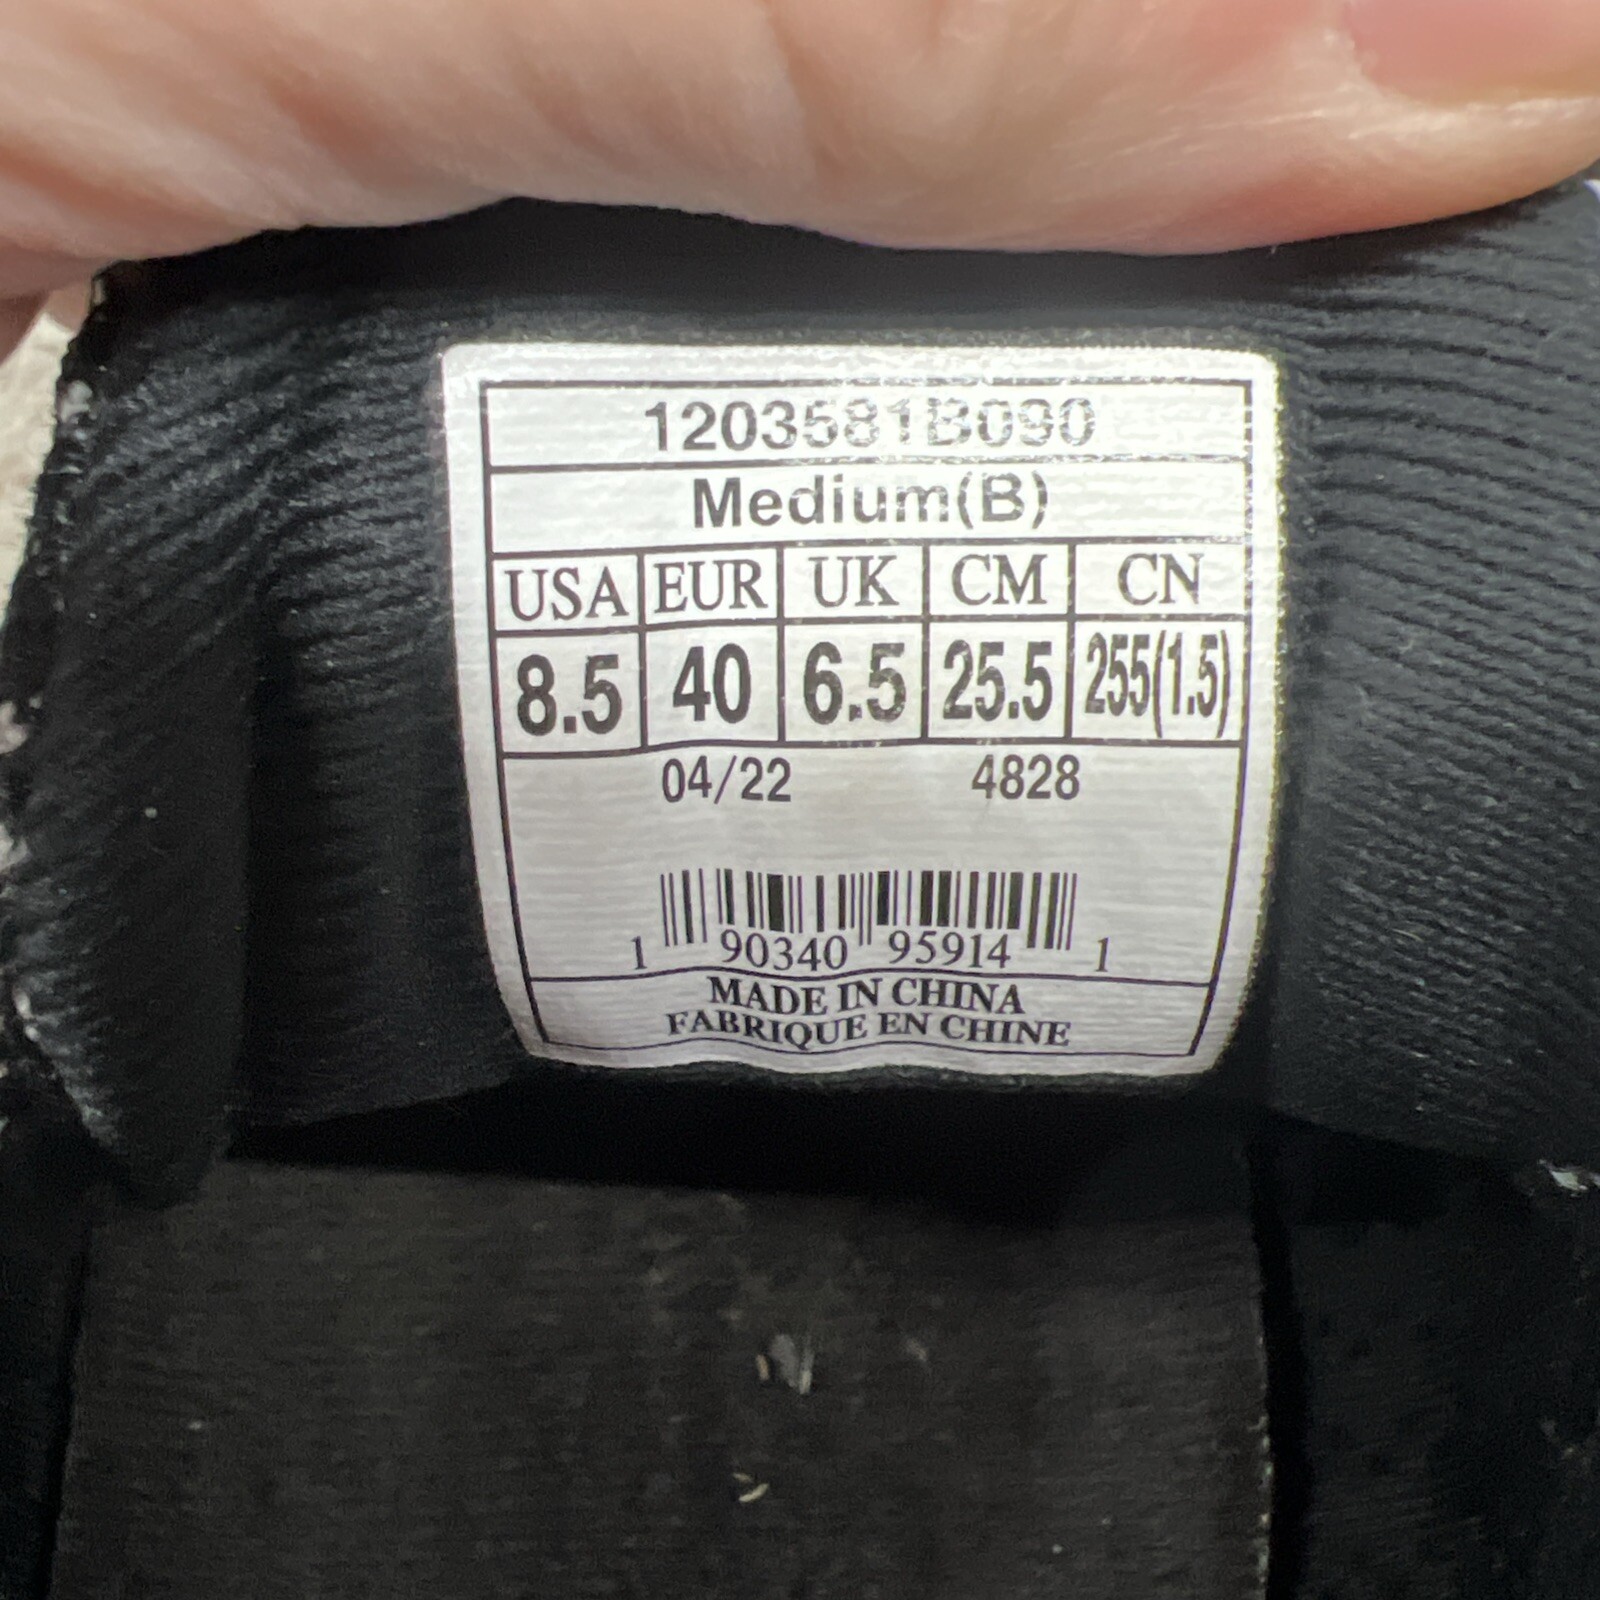 1203581B090
Medium(B)
USA EUR UK CM CN
8.5 40 6.5 25.5 255(1.5)
04/22 4828
1 90340 95914 1
MADE IN CHINA
FABRIQUE EN CHINE